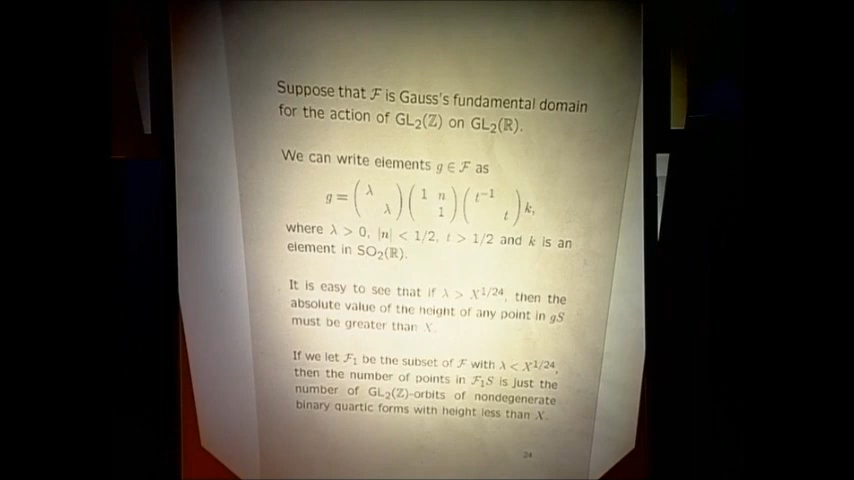 Suppose that ℱ is Gauss's fundamental domain
for the action of GL₂(ℤ) on GL₂(ℝ).
We can write elements g ∈ ℱ as
g = ( λ λ ) ( 1 n 1 ) ( t⁻¹ t ) k,
where λ > 0, |n| < 1/2, t > 1/2 and k is an
element in SO₂(ℝ).
It is easy to see that if λ > X^{1/24}, then the
absolute value of the height of any point in gS
must be greater than X.
If we let ℱ₁ be the subset of ℱ with λ < X^{1/24},
then the number of points in ℱ₁S is just the
number of GL₂(ℤ)-orbits of nondegenerate
binary quartic forms with height less than X.
24